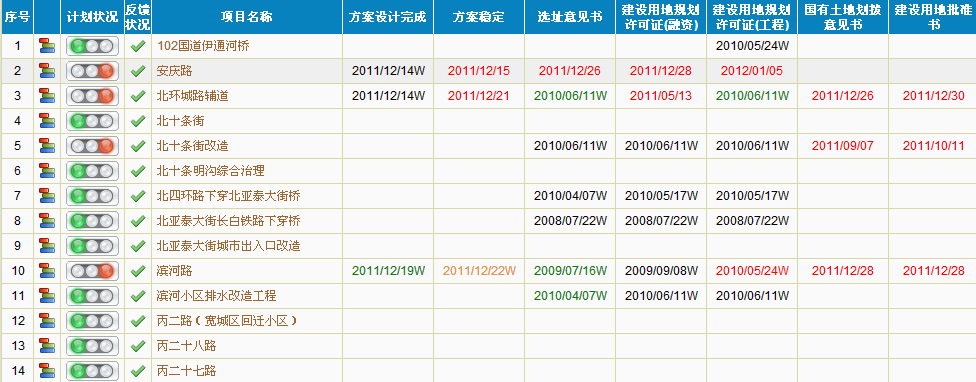 序号 计划状况 反馈状况 项目名称 方案设计完成 方案稳定 选址意见书 建设用地规划许可证(融资) 建设用地规划许可证(工程) 国有土地划拨意见书 建设用地批准书
1 102国道伊通河桥 2010/05/24W
2 安庆路 2011/12/14W 2011/12/15 2011/12/26 2011/12/28 2012/01/05
3 北环城路辅道 2011/12/14W 2011/12/21 2010/06/11W 2011/05/13 2010/06/11W 2011/12/26 2011/12/30
4 北十条街
5 北十条街改造 2010/06/11W 2010/06/11W 2010/06/11W 2011/09/07 2011/10/11
6 北十条明沟综合治理
7 北四环路下穿北亚泰大街桥 2010/04/07W 2010/05/17W 2010/05/17W
8 北亚泰大街长白铁路下穿桥 2008/07/22W 2008/07/22W 2008/07/22W
9 北亚泰大街城市出入口改造
10 滨河路 2011/12/19W 2011/12/22W 2009/07/16W 2009/09/08W 2010/05/24W 2011/12/28 2011/12/28
11 滨河小区排水改造工程 2010/04/07W 2010/06/11W 2010/06/11W
12 丙二路（宽城区回迁小区）
13 丙二十八路
14 丙二十七路